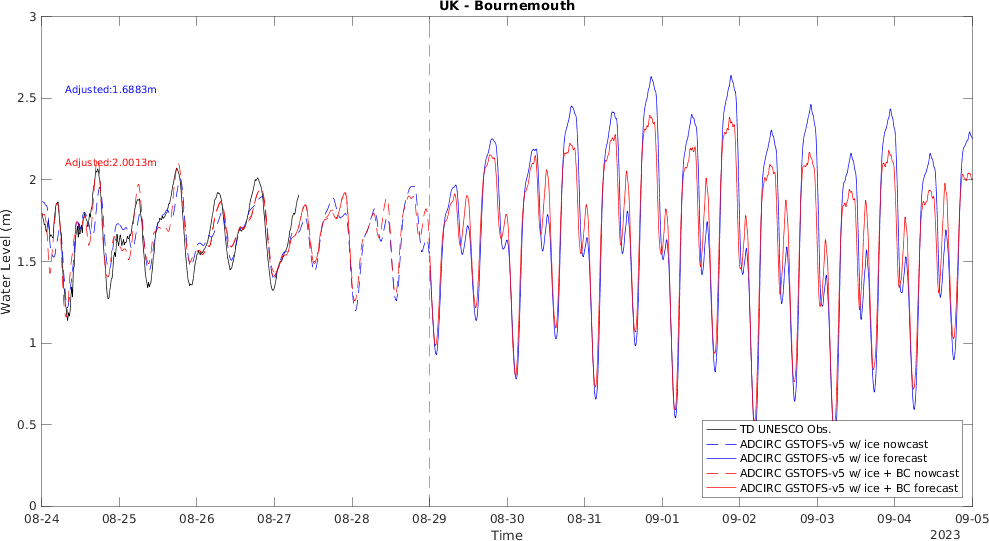 UK - Bournemouth
3
2.5
2
1.5
1
0.5
0
Water Level (m)
Adjusted:1.6883m
Adjusted:2.0013m
TD UNESCO Obs.
ADCIRC GSTOFS-v5 w/ ice nowcast
ADCIRC GSTOFS-v5 w/ ice forecast
ADCIRC GSTOFS-v5 w/ ice + BC nowcast
ADCIRC GSTOFS-v5 w/ ice + BC forecast
08-24 08-25 08-26 08-27 08-28 08-29 08-30 08-31 09-01 09-02 09-03 09-04 09-05
Time
2023